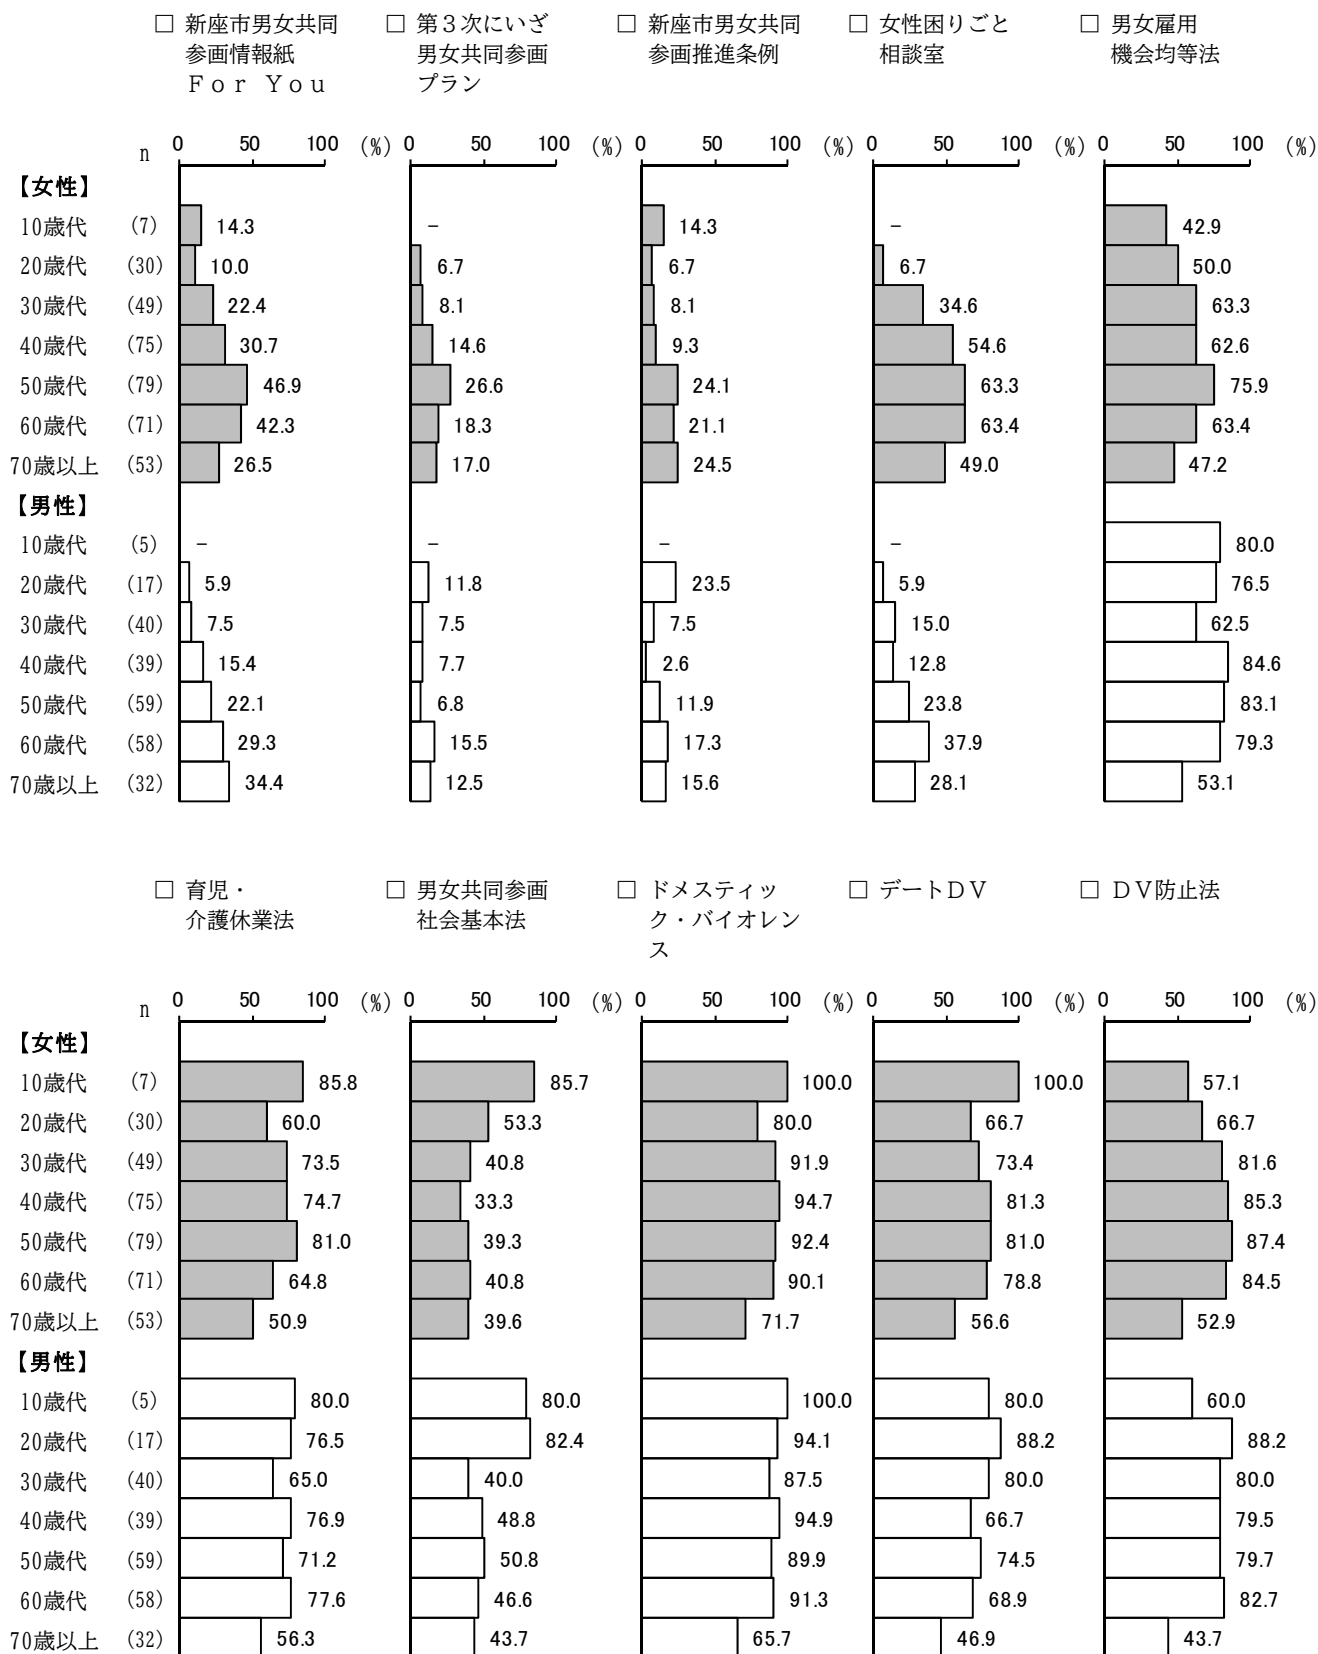 □ 新座市男女共同 □ 第３次にいざ □ 新座市男女共同 □ 女性困りごと □ 男女雇用
参画情報紙 男女共同参画 参画推進条例 相談室 機会均等法
Ｆｏｒ Ｙｏｕ プラン
n 0 50 100 (%) 0 50 100 (%) 0 50 100 (%) 0 50 100 (%) 0 50 100 (%)
【女性】
10歳代 (7) 14.3 － 14.3 － 42.9
20歳代 (30) 10.0 6.7 6.7 6.7 50.0
30歳代 (49) 22.4 8.1 8.1 34.6 63.3
40歳代 (75) 30.7 14.6 9.3 54.6 62.6
50歳代 (79) 46.9 26.6 24.1 63.3 75.9
60歳代 (71) 42.3 18.3 21.1 63.4 63.4
70歳以上 (53) 26.5 17.0 24.5 49.0 47.2
【男性】
10歳代 (5) － － － － 80.0
20歳代 (17) 5.9 11.8 23.5 5.9 76.5
30歳代 (40) 7.5 7.5 7.5 15.0 62.5
40歳代 (39) 15.4 7.7 2.6 12.8 84.6
50歳代 (59) 22.1 6.8 11.9 23.8 83.1
60歳代 (58) 29.3 15.5 17.3 37.9 79.3
70歳以上 (32) 34.4 12.5 15.6 28.1 53.1
□ 育児・ □ 男女共同参画 □ ドメスティッ □ デートＤＶ □ ＤＶ防止法
介護休業法 社会基本法 ク・バイオレン
ス
n 0 50 100 (%) 0 50 100 (%) 0 50 100 (%) 0 50 100 (%) 0 50 100 (%)
【女性】
10歳代 (7) 85.8 85.7 100.0 100.0 57.1
20歳代 (30) 60.0 53.3 80.0 66.7 66.7
30歳代 (49) 73.5 40.8 91.9 73.4 81.6
40歳代 (75) 74.7 33.3 94.7 81.3 85.3
50歳代 (79) 81.0 39.3 92.4 81.0 87.4
60歳代 (71) 64.8 40.8 90.1 78.8 84.5
70歳以上 (53) 50.9 39.6 71.7 56.6 52.9
【男性】
10歳代 (5) 80.0 80.0 100.0 80.0 60.0
20歳代 (17) 76.5 82.4 94.1 88.2 88.2
30歳代 (40) 65.0 40.0 87.5 80.0 80.0
40歳代 (39) 76.9 48.8 94.9 66.7 79.5
50歳代 (59) 71.2 50.8 89.9 74.5 79.7
60歳代 (58) 77.6 46.6 91.3 68.9 82.7
70歳以上 (32) 56.3 43.7 65.7 46.9 43.7